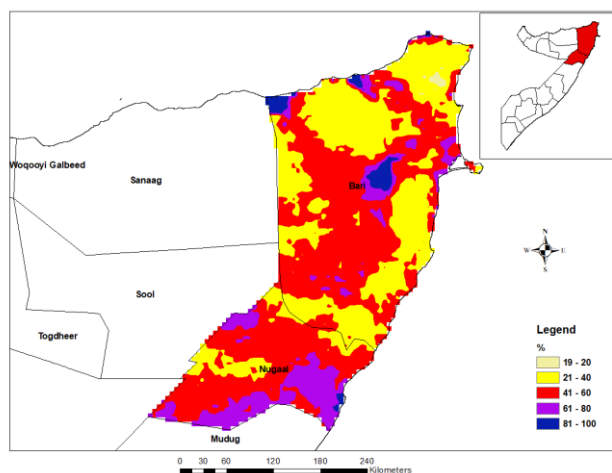 Woqooyi Galbeed
Sanaag
Bari
Sool
Togdheer
Nugaal
Mudug
N
W E
S
Legend
%
19 - 20
21 - 40
41 - 60
61 - 80
81 - 100
0 30 60 120 180 240
Kilometers